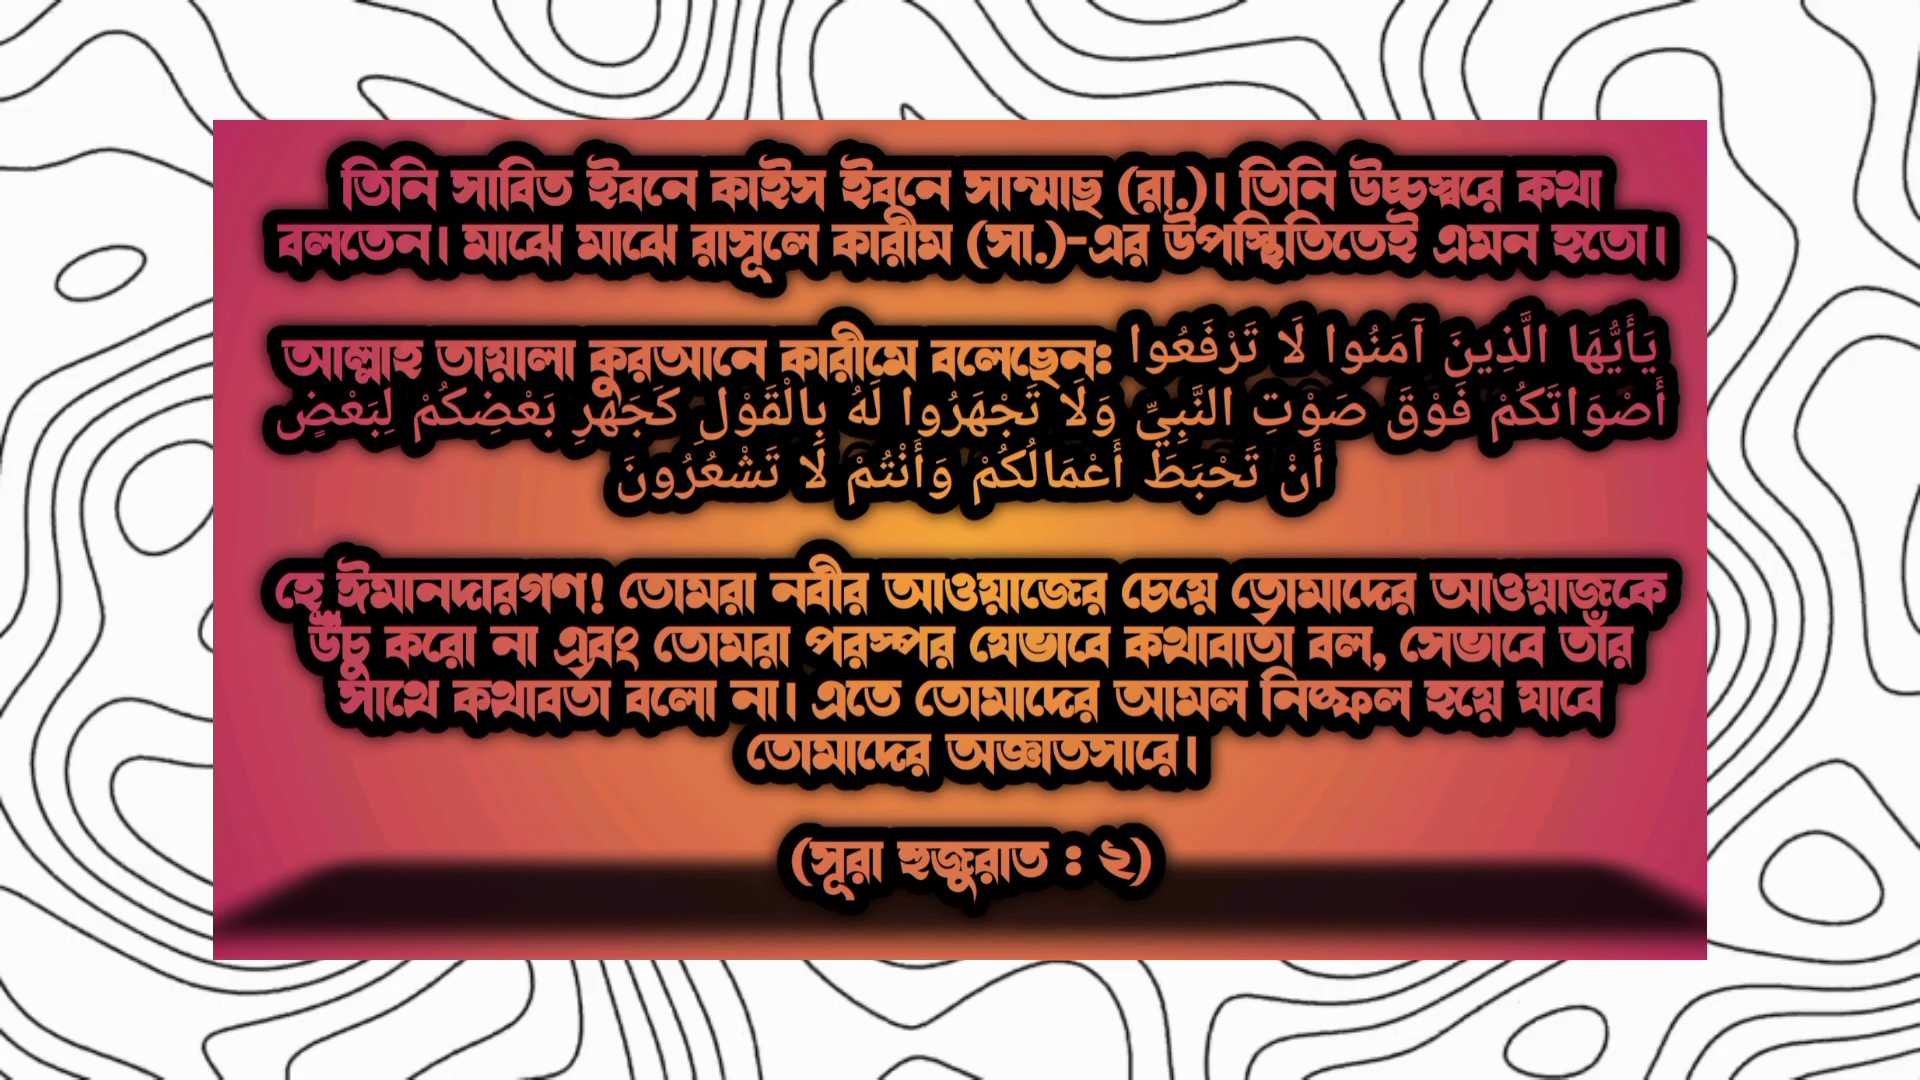 তিনি সাবিত ইবনে কাইস ইবনে সাম্মাছ (রা.)। তিনি উচ্চস্বরে কথা
বলতেন। মাঝে মাঝে রাসূলে কারীম (সা.)-এর উপস্থিতিতেই এমন হতো।
আল্লাহ তায়ালা কুরআনে কারীমে বলেছেন: يَأَيُّهَا الَّذِينَ آمَنُوا لَا تَرْفَعُوا
أَصْوَاتَكُمْ فَوْقَ صَوْتِ النَّبِيِّ وَلَا تَجْهَرُوا لَهُ بِالْقَوْلِ كَجَهْرِ بَعْضِكُمْ لِبَعْضٍ
أَنْ تَحْبَطَ أَعْمَالُكُمْ وَأَنْتُمْ لَا تَشْعُرُونَ
হে ঈমানদারগণ! তোমরা নবীর আওয়াজের চেয়ে তোমাদের আওয়াজকে
উঁচু করো না এবং তোমরা পরস্পর যেভাবে কথাবার্তা বল, সেভাবে তাঁর
সাথে কথাবর্তা বলো না। এতে তোমাদের আমল নিষ্ফল হয়ে যাবে
তোমাদের অজ্ঞাতসারে।
(সূরা হুজুরাত : ২)